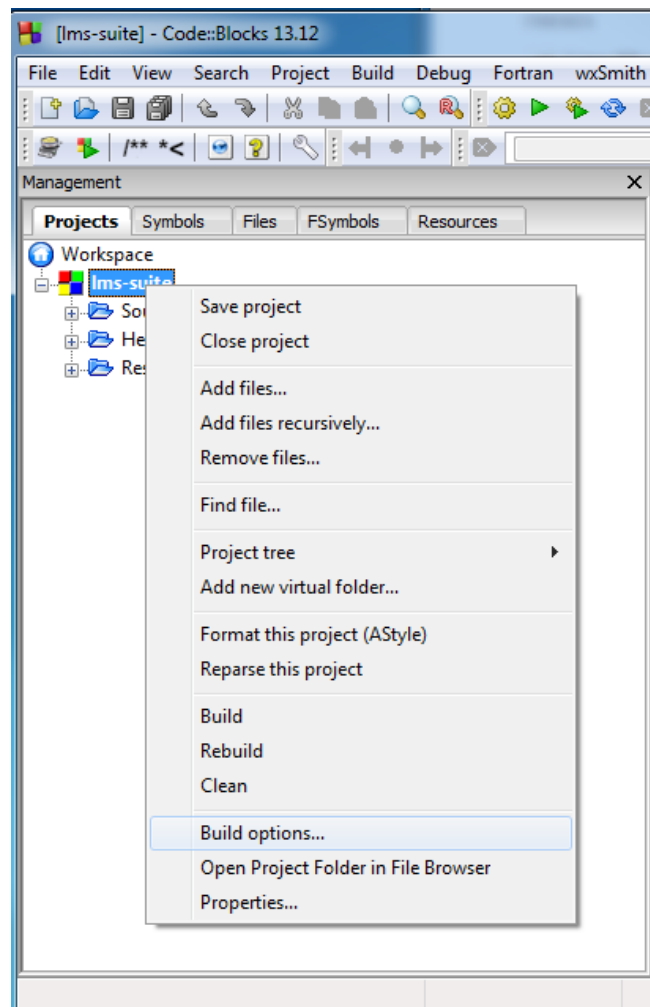 [lms-suite] - Code::Blocks 13.12
File Edit View Search Project Build Debug Fortran wxSmith
/** *<
Management
Projects Symbols Files FSymbols Resources
Workspace
lms-suite
Sou
He
Res
Save project
Close project
Add files...
Add files recursively...
Remove files...
Find file...
Project tree
Add new virtual folder...
Format this project (AStyle)
Reparse this project
Build
Rebuild
Clean
Build options...
Open Project Folder in File Browser
Properties...